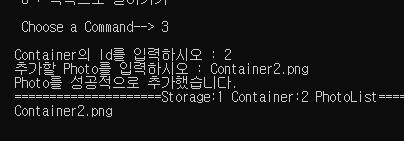 Choose a Command--> 3
Container의 Id를 입력하시오 : 2
추가할 Photo를 입력하시오 : Container2.png
Photo를 성공적으로 추가했습니다.
=====================Storage:1 Container:2 PhotoList====
Container2.png